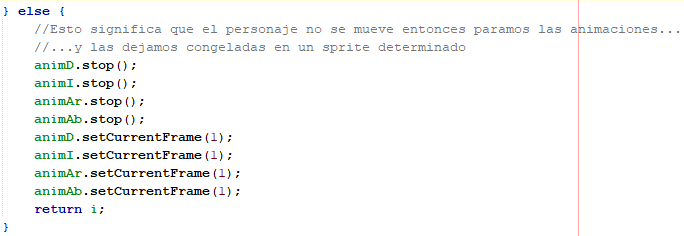 } else {
//Esto significa que el personaje no se mueve entonces paramos las animaciones...
//...y las dejamos congeladas en un sprite determinado
animD.stop();
animI.stop();
animAr.stop();
animAb.stop();
animD.setCurrentFrame(1);
animI.setCurrentFrame(1);
animAr.setCurrentFrame(1);
animAb.setCurrentFrame(1);
return i;
}